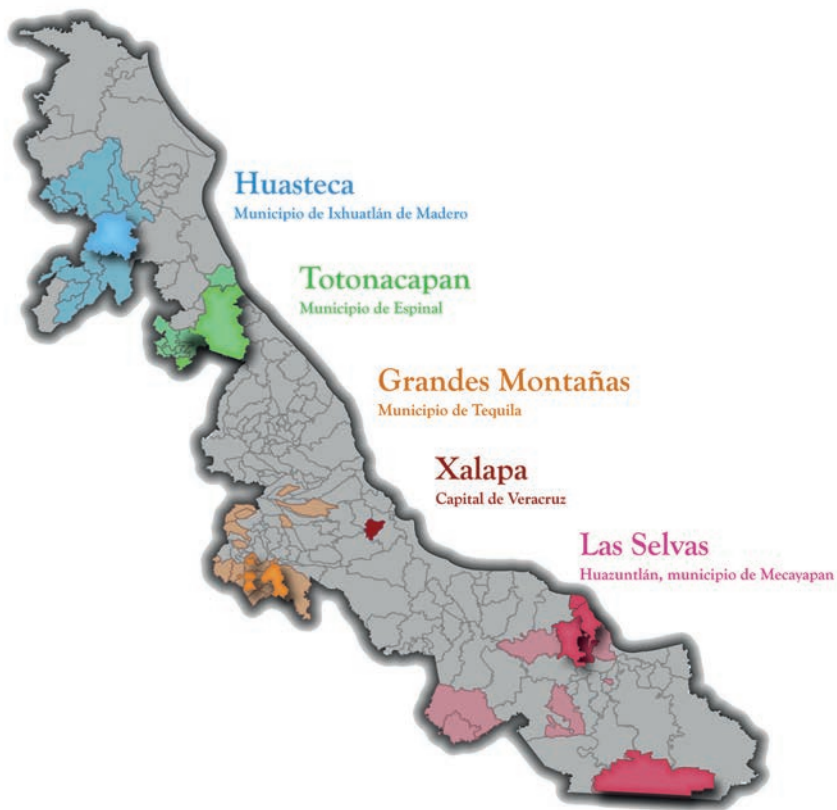 Huasteca
Municipio de Ixhuatlán de Madero
Totonacapan
Municipio de Espinal
Grandes Montañas
Municipio de Tequila
Xalapa
Capital de Veracruz
Las Selvas
Huazuntlán, municipio de Mecayapan